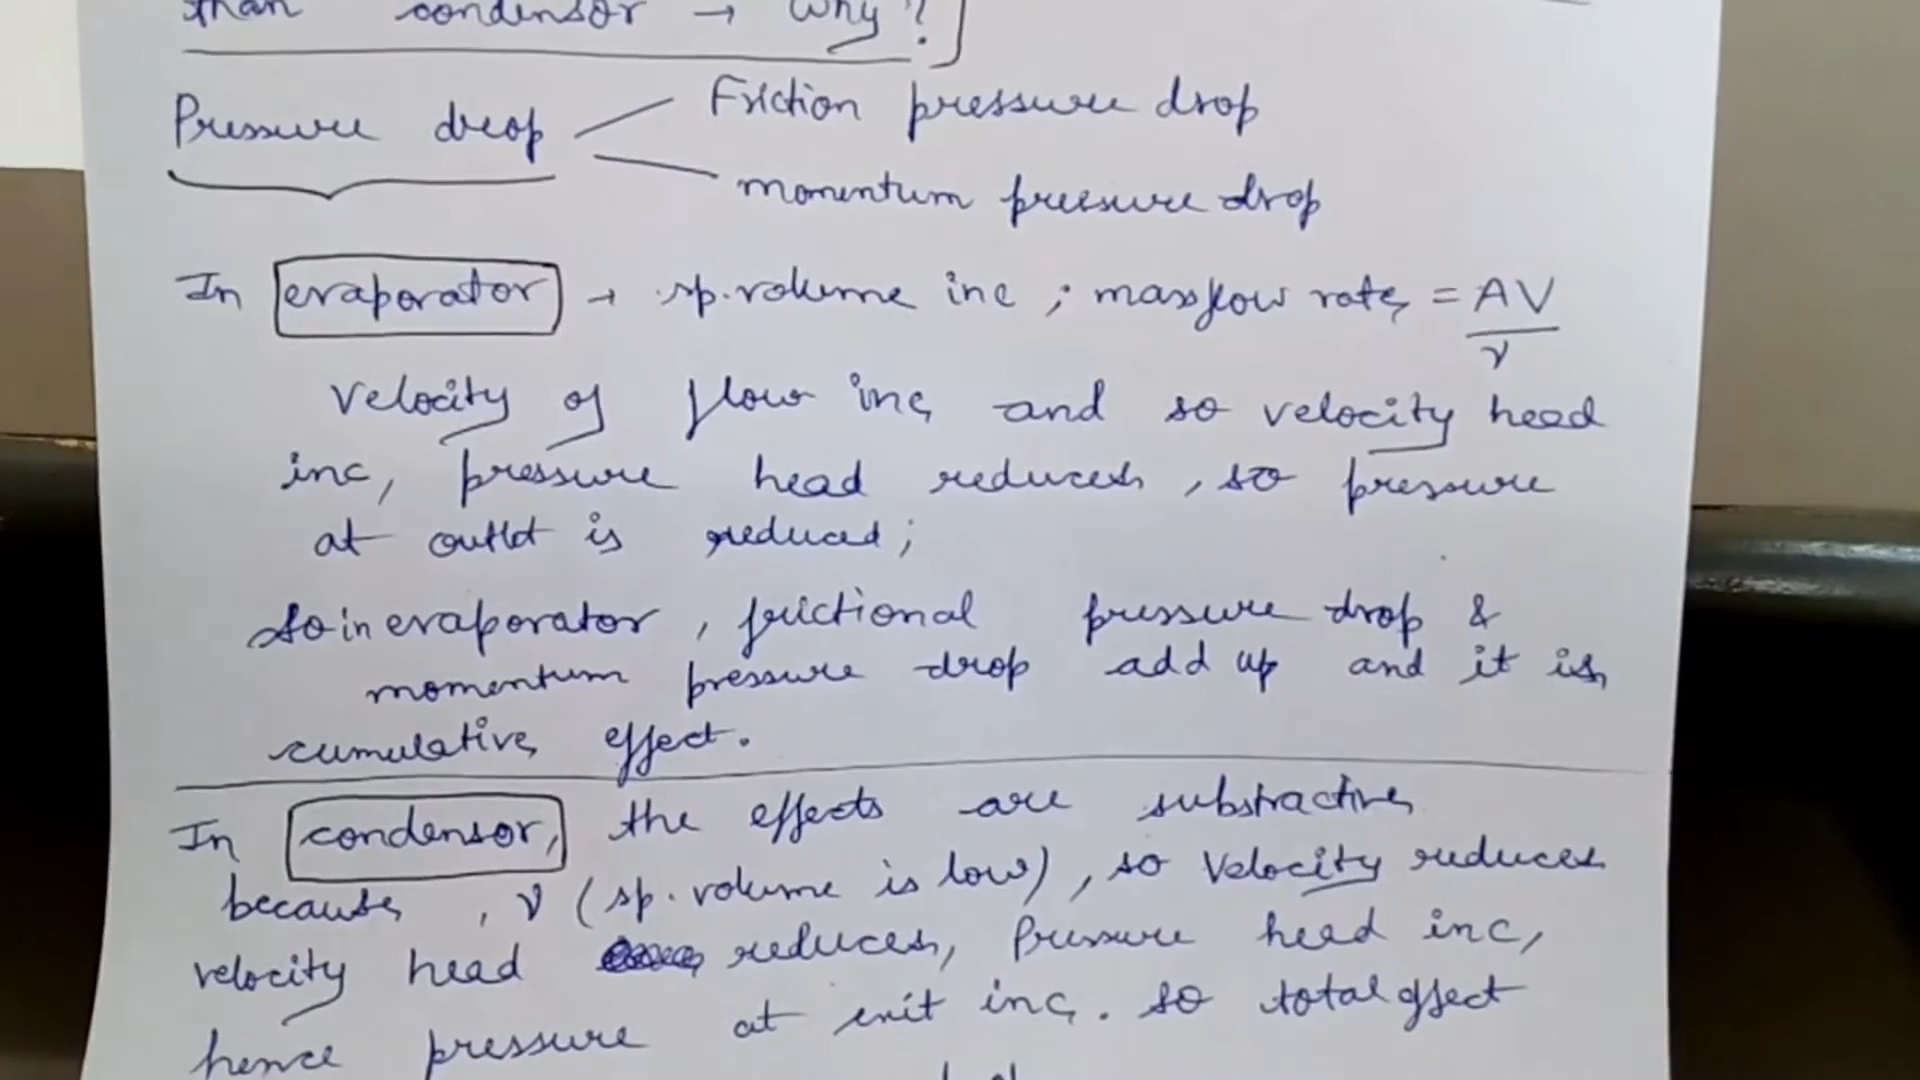 than condensor → Why?
Pressure drop
Friction pressure drop
momentum pressure drop
In evaporator → sp. volume inc ; massflow rate = AV / ν
Velocity of flow inc and so velocity head
inc, pressure head reduces, so pressure
at outlet is reduced;
So in evaporator, frictional pressure drop &
momentum pressure drop add up and it is
cumulative effect.
In condensor, the effects are substractive
because, ν (sp. volume is low), so Velocity reduces
velocity head reduces, Pressure head inc,
hence pressure at exit inc. So total effect